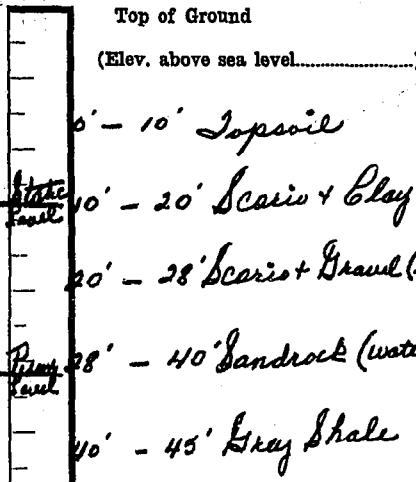 Top of Ground
(Elev. above sea level....................)
0' - 10' Topsoil
Static Level
10' - 20' Scario + Clay
20' - 28' Scario + Gravel (
28' - 40' Sandrock (wate
Pump Level
40' - 45' Gray Shale